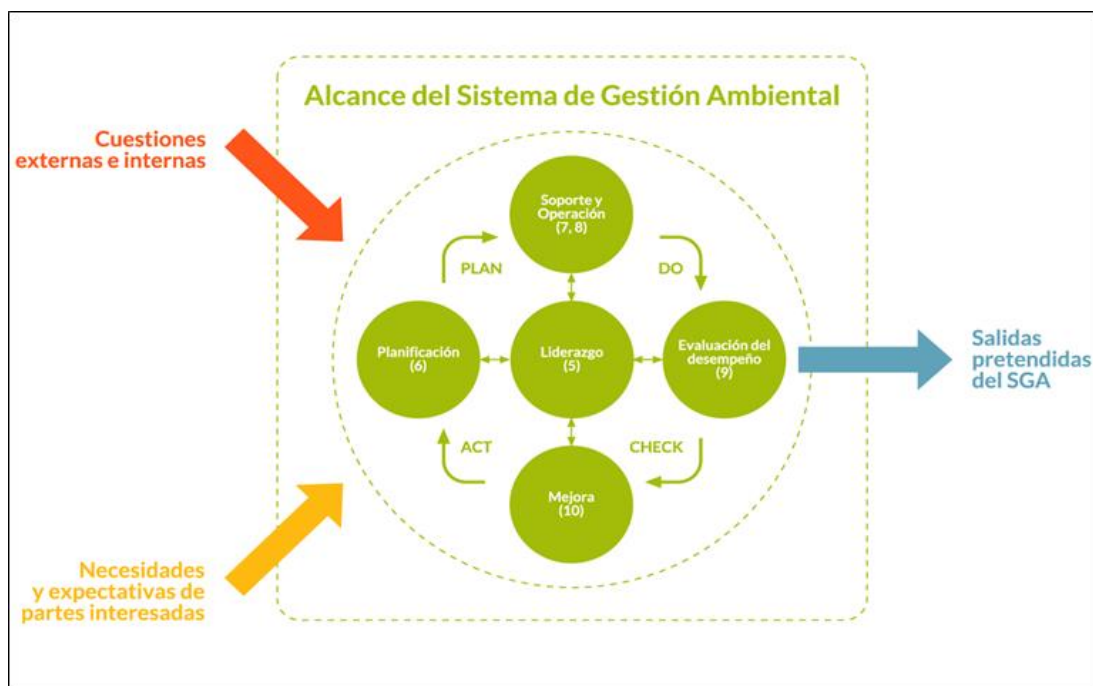 Alcance del Sistema de Gestión Ambiental
Cuestiones
externas e internas
Soporte y
Operación
(7, 8)
PLAN
DO
Planificación
(6)
Liderazgo
(5)
Evaluación del
desempeño
(9)
Salidas
pretendidas
del SGA
ACT
CHECK
Mejora
(10)
Necesidades
y expectativas de
partes interesadas